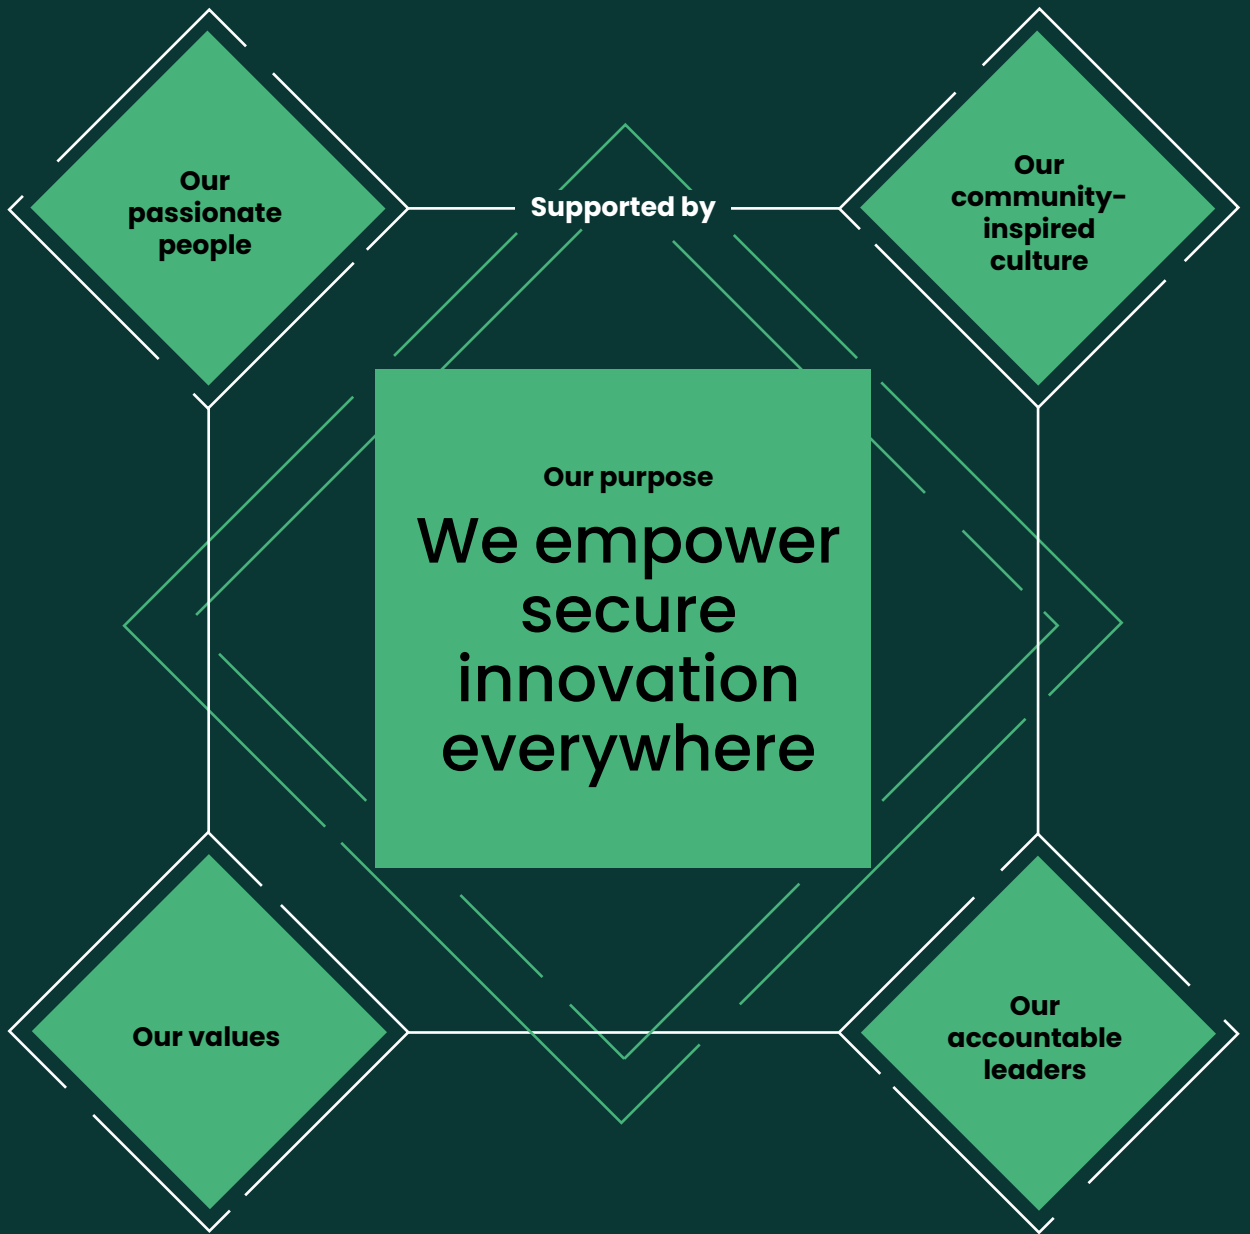 Our
passionate
people
Supported by
Our
community-
inspired
culture
Our purpose
We empower
secure
innovation
everywhere
Our values
Our
accountable
leaders